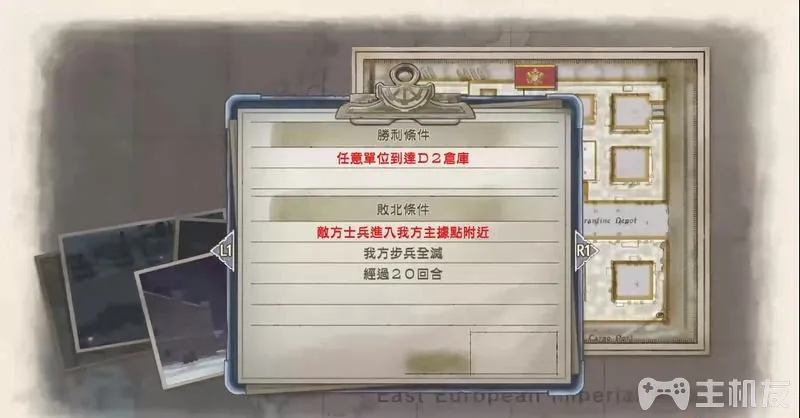 勝利條件
任意單位到達D2倉庫
敗北條件
敵方士兵進入我方主據點附近
我方步兵全滅
經過20回合
L1
R1
Depot
East European Imperial
主机友